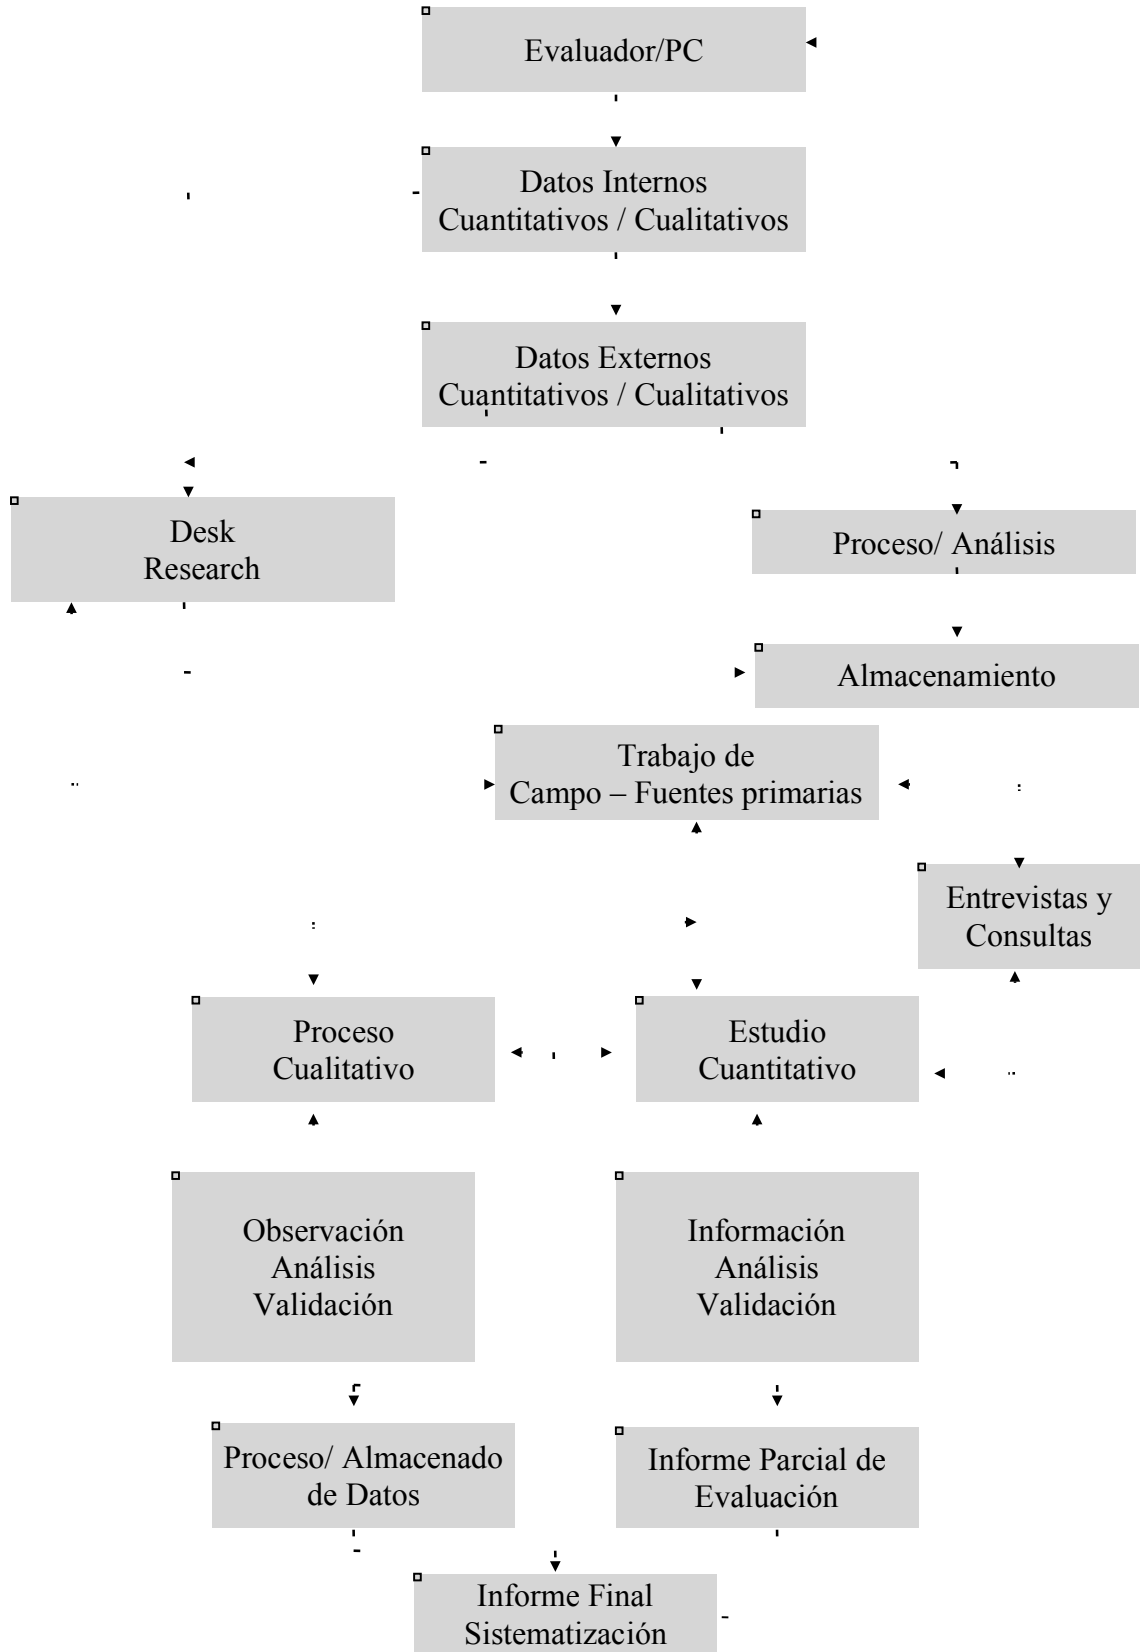 Evaluador/PC
Datos Internos
Cuantitativos / Cualitativos
Datos Externos
Cuantitativos / Cualitativos
Desk
Research
Proceso/ Análisis
Almacenamiento
Trabajo de
Campo – Fuentes primarias
Entrevistas y
Consultas
Proceso
Cualitativo
Estudio
Cuantitativo
Observación
Análisis
Validación
Información
Análisis
Validación
Proceso/ Almacenado
de Datos
Informe Parcial de
Evaluación
Informe Final
Sistematización